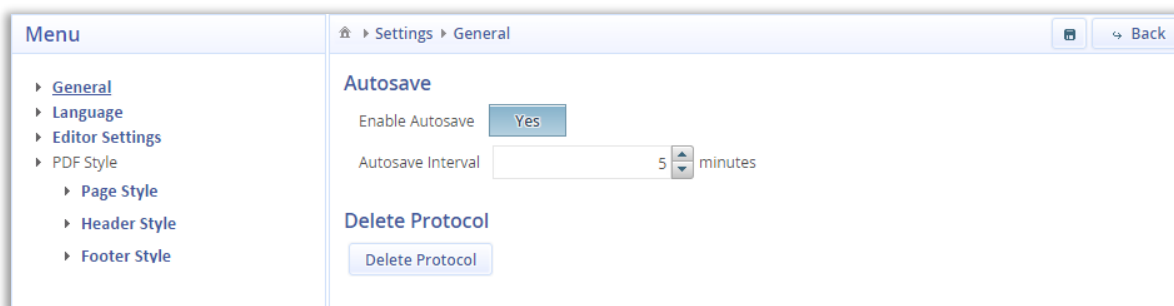 Menu
General
Language
Editor Settings
PDF Style
Page Style
Header Style
Footer Style
Settings General
Back
Autosave
Enable Autosave Yes
Autosave Interval 5 minutes
Delete Protocol
Delete Protocol